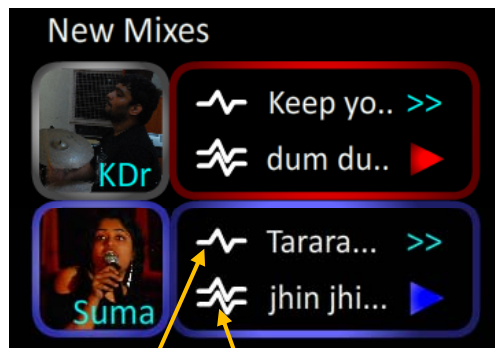 New Mixes
KDr
Keep yo.. >>
dum du..
Suma
Tarara... >>
jhin jhi...